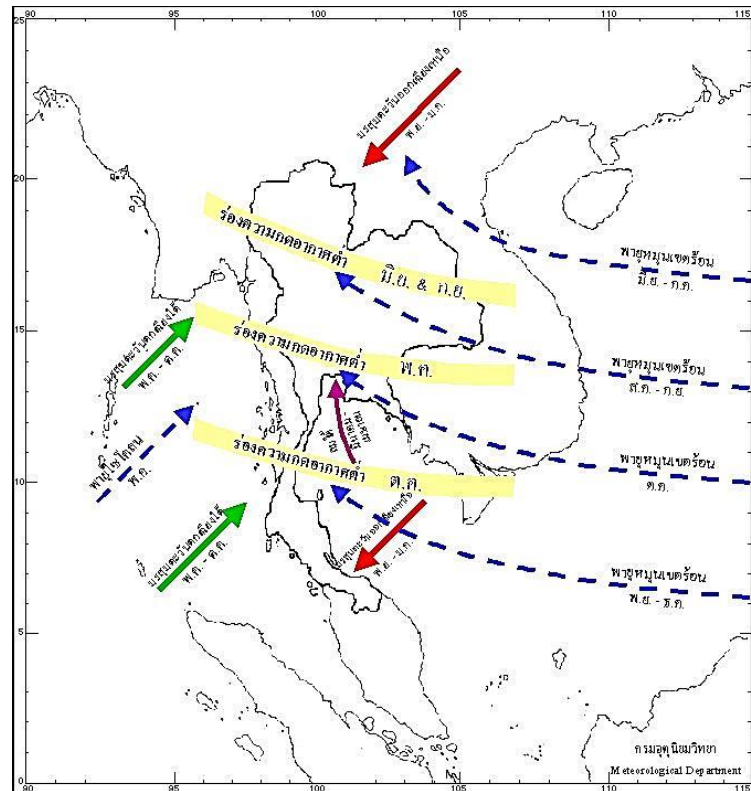 90 95 100 105 110 115
25
20
15
10
5
0
มรสุมตะวันออกเฉียงเหนือ
พ.ย. - ม.ค.
ร่องความกดอากาศต่ำ มิ.ย. & ก.ย.
พายุหมุนเขตร้อน
มิ.ย. - ก.ค.
มรสุมตะวันตกเฉียงใต้
พ.ค. - ต.ค.
ร่องความกดอากาศต่ำ พ.ค.
พายุหมุนเขตร้อน
ส.ค. - ก.ย.
พายุไซโคลน
พ.ค.
ร่องความกดอากาศต่ำ ต.ค.
พายุหมุนเขตร้อน
ต.ค.
มรสุมตะวันตกเฉียงใต้
พ.ค. - ต.ค.
มรสุมตะวันออกเฉียงเหนือ
พ.ย. - ม.ค.
พายุหมุนเขตร้อน
พ.ย. - ธ.ค.
กรมอุตุนิยมวิทยา
Meteorological Department
90 95 100 105 110 115